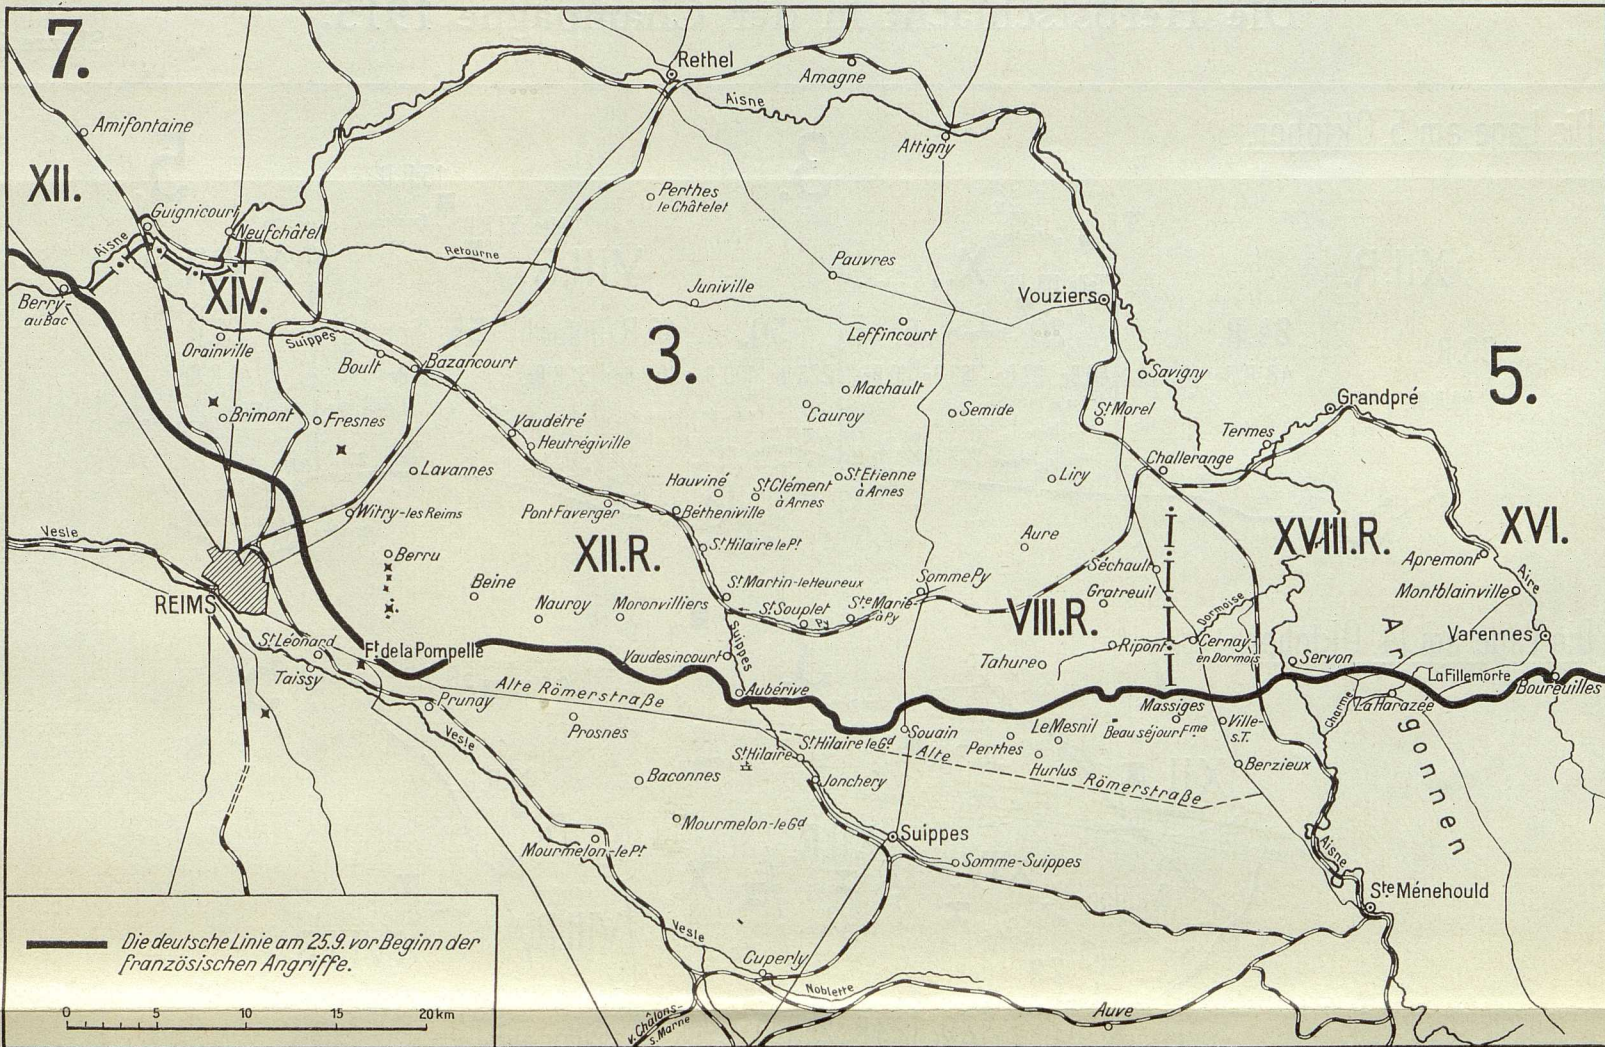 7.
Rethel
Amagne
Aisne
Amifontaine
Attigny
XII.
Perthes
le Châtelet
Guignicourt
Neufchâtel
Aisne
Retourne
Pauvres
Berry-
au Bac
XIV.
Juniville
Vouziers
Orainville
Suippes
Leffincourt
Boult
Bazancourt
3.
5.
Savigny
Machault
Cauroy
Semide
St Morel
Grandpré
Brimont
Fresnes
Vaudétré
Heutrégiville
Termes
Lavannes
Challerange
Hauviné
St Clément
à Arnes
St Etienne
à Arnes
Liry
Witry-les Reims
Pont Faverger
Bétheniville
XVI.
Vesle
XII.R.
St Hilaire le Pt
Aure
XVIII.R.
Apremont
Berru
Séchault
Aire
REIMS
Beine
St Martin-le Heureux
Somme Py
Gratreuil
Montblainville
Nauroy
Moronvilliers
St Souplet
Py
Ste Marie
à Py
VIII.R.
Dormoise
Varennes
St Léonard
Ft de la Pompelle
Suippes
Vaudesincourt
Tahure
Ripont
Cernay
en Dormois
Servon
La Fillemorte
Taissy
Alte Römerstraße
Aubérive
Boureuilles
Prunay
Massiges
Charme
La Harazée
Argonnen
Vesle
Prosnes
St Hilaire le Gd
Souain
Perthes
Le Mesnil
Beau séjour Fme
Ville-
s.T.
St Hilaire
Alte
Römerstraße
Hurlus
Berzieux
Baconnes
Jonchery
Mourmelon-le Gd
Suippes
Mourmelon-le Pt
Somme-Suippes
Aisne
Ste Ménehould
Die deutsche Linie am 25.9. vor Beginn der
französischen Angriffe.
Vesle
Cuperly
Noblette
Auve
v. Châlons-
s. Marne
0 5 10 15 20 km